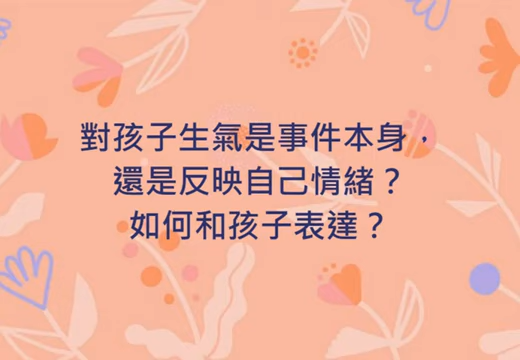 對孩子生氣是事件本身，
還是反映自己情緒？
如何和孩子表達？